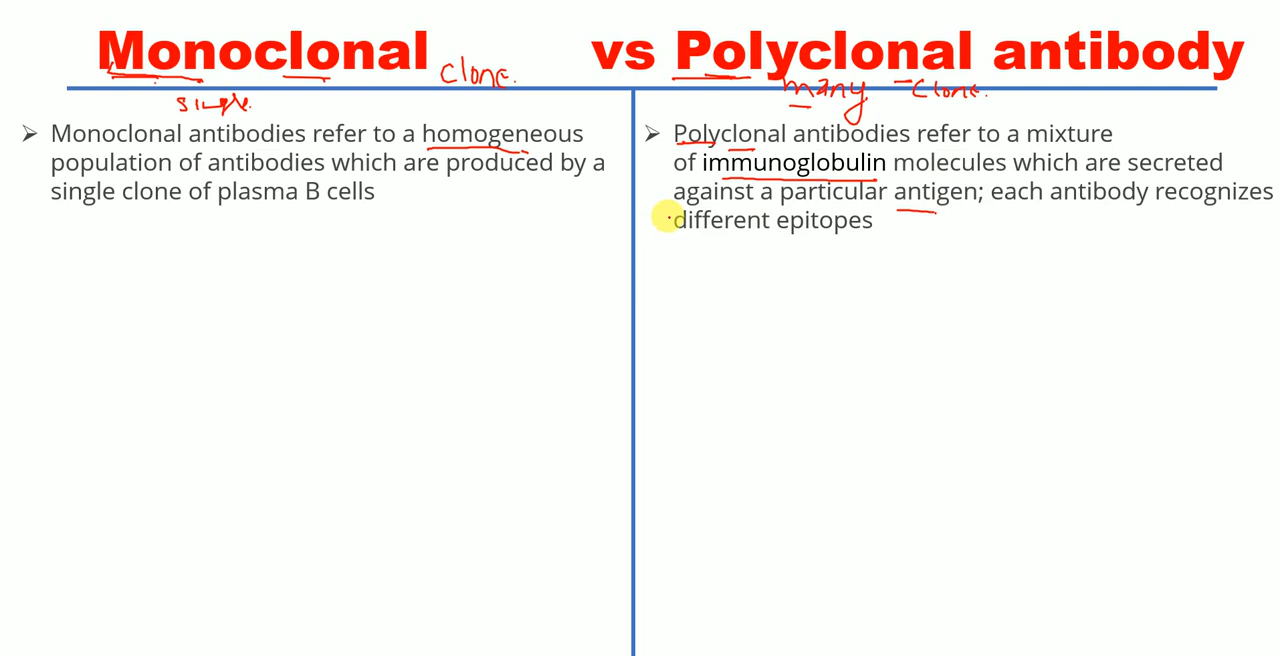 Monoclonal vs Polyclonal antibody
clone.
single.
many - clone.
➢ Monoclonal antibodies refer to a homogeneous
population of antibodies which are produced by a
single clone of plasma B cells
➢ Polyclonal antibodies refer to a mixture
of immunoglobulin molecules which are secreted
against a particular antigen; each antibody recognizes
different epitopes